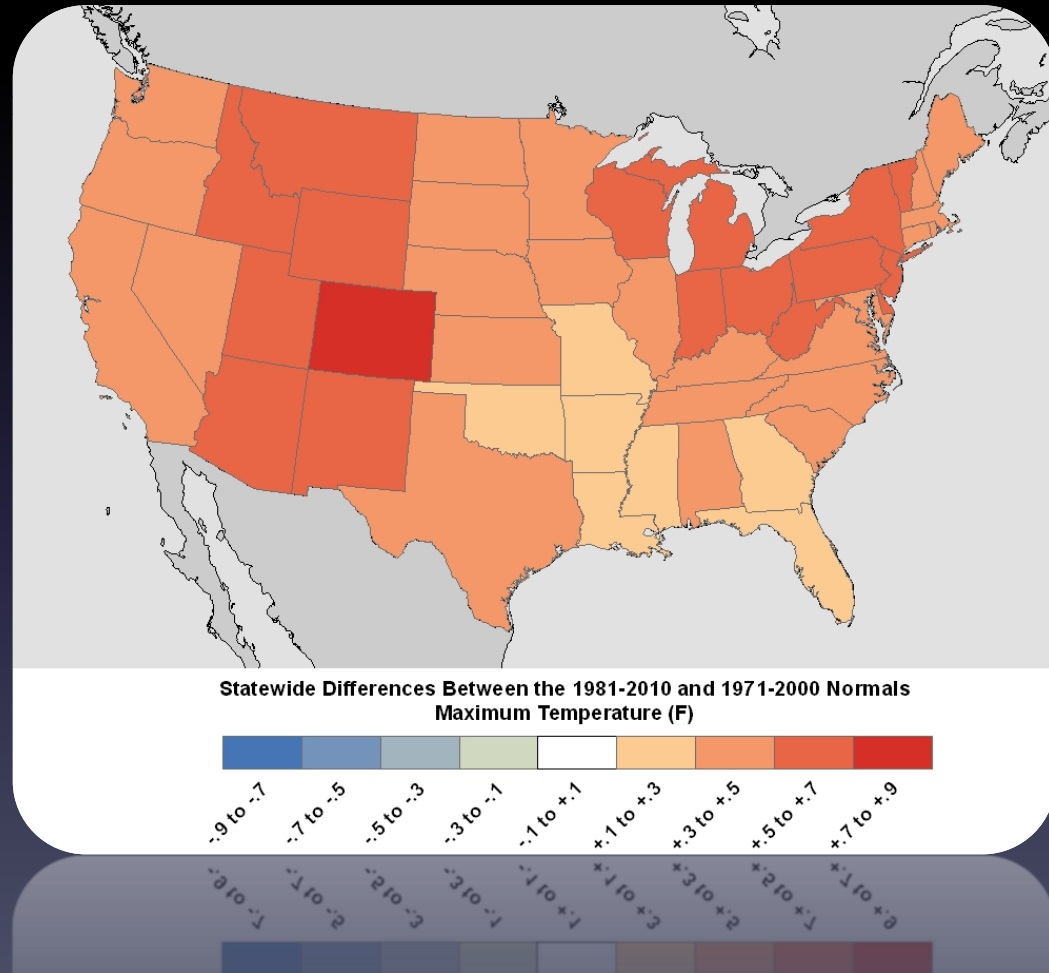 Statewide Differences Between the 1981-2010 and 1971-2000 Normals
Maximum Temperature (F)
-.9 to -.7
-.7 to -.5
-.5 to -.3
-.3 to -.1
-.1 to +.1
+.1 to +.3
+.3 to +.5
+.5 to +.7
+.7 to +.9